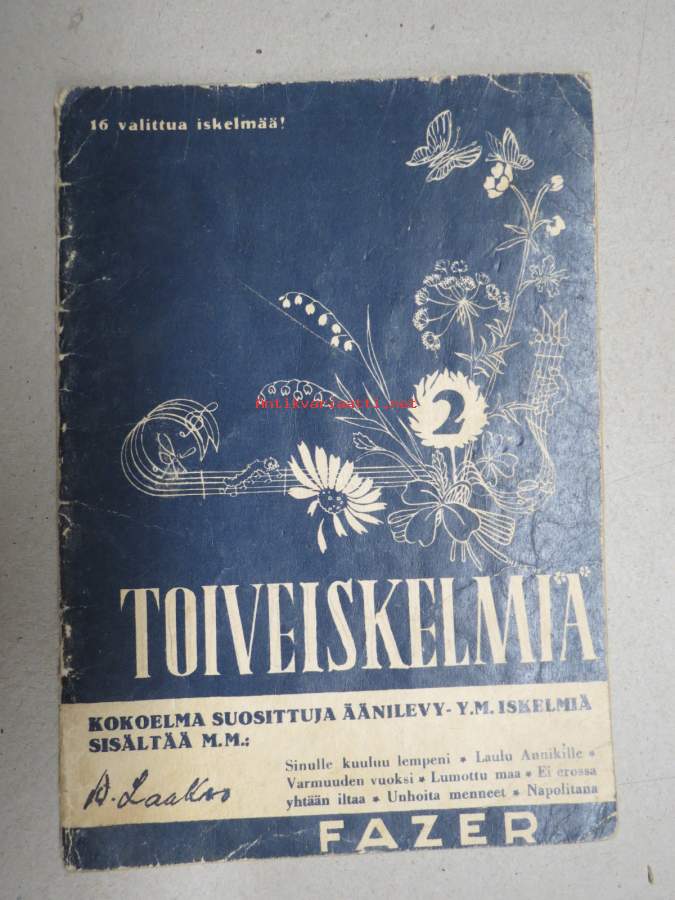 16 valittua iskelmää!
Antikvariaatti.net
2
TOIVEISKELMIÄ
KOKOELMA SUOSITTUJA ÄÄNILEVY- Y.M. ISKELMIÄ
SISÄLTÄÄ M.M.:
Sinulle kuuluu lempeni * Laulu Annikille *
Varmuuden vuoksi * Lumottu maa * Ei erossa
yhtään iltaa * Unhoita menneet * Napolitana
A. Laakso
FAZER